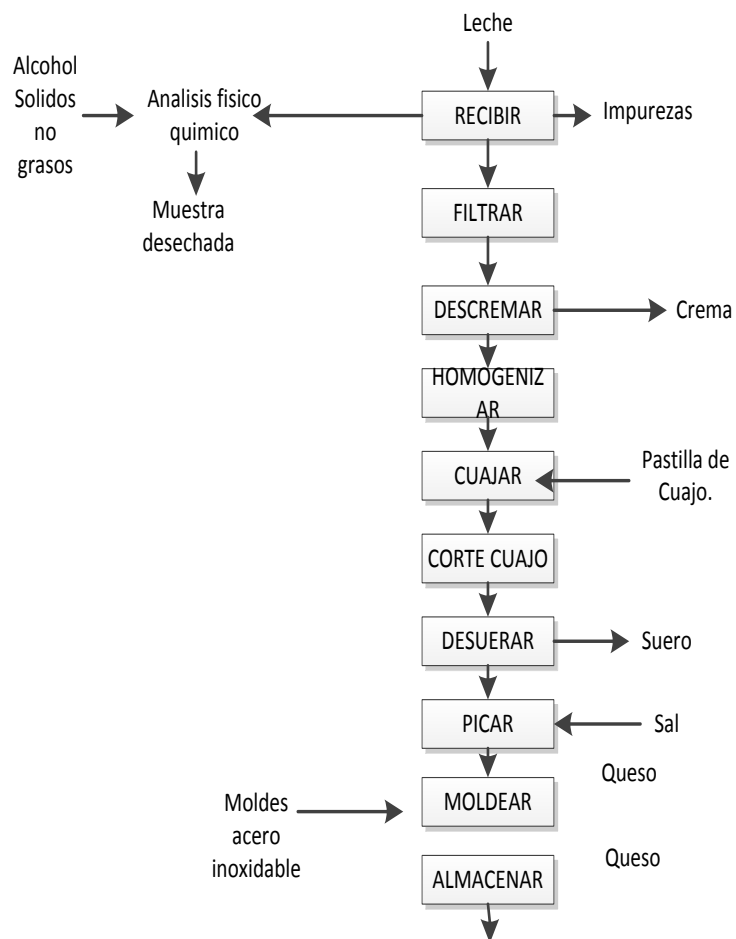 Leche
Alcohol
Solidos
no
grasos
Analisis fisico
quimico
RECIBIR
Impurezas
Muestra
desechada
FILTRAR
DESCREMAR
Crema
HOMOGENIZ
AR
CUAJAR
Pastilla de
Cuajo.
CORTE CUAJO
DESUERAR
Suero
PICAR
Sal
Queso
Moldes
acero
inoxidable
MOLDEAR
Queso
ALMACENAR